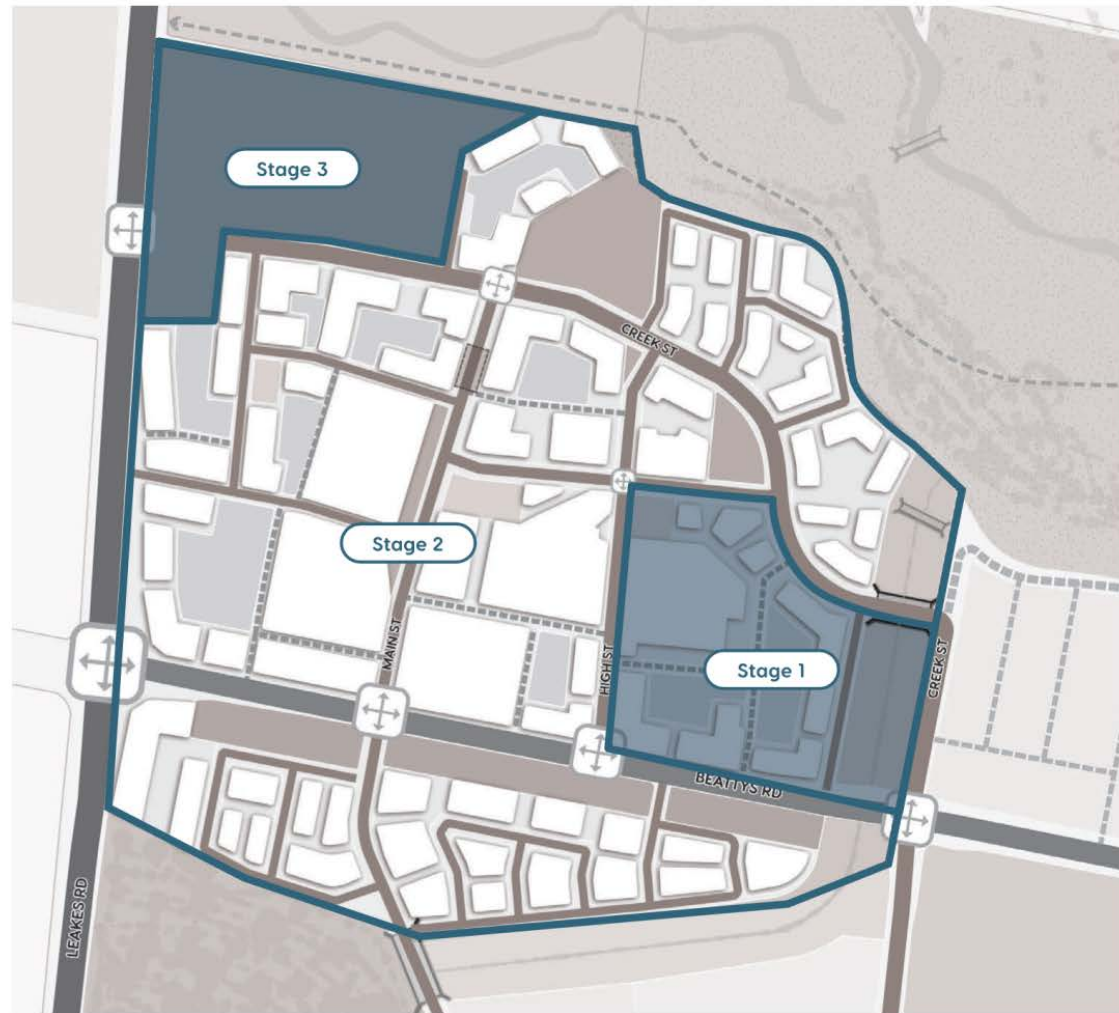 Stage 3
CREEK ST
Stage 2
MAIN ST
HIGH ST
Stage 1
CREEK ST
BEATTYS RD
LEAKES RD